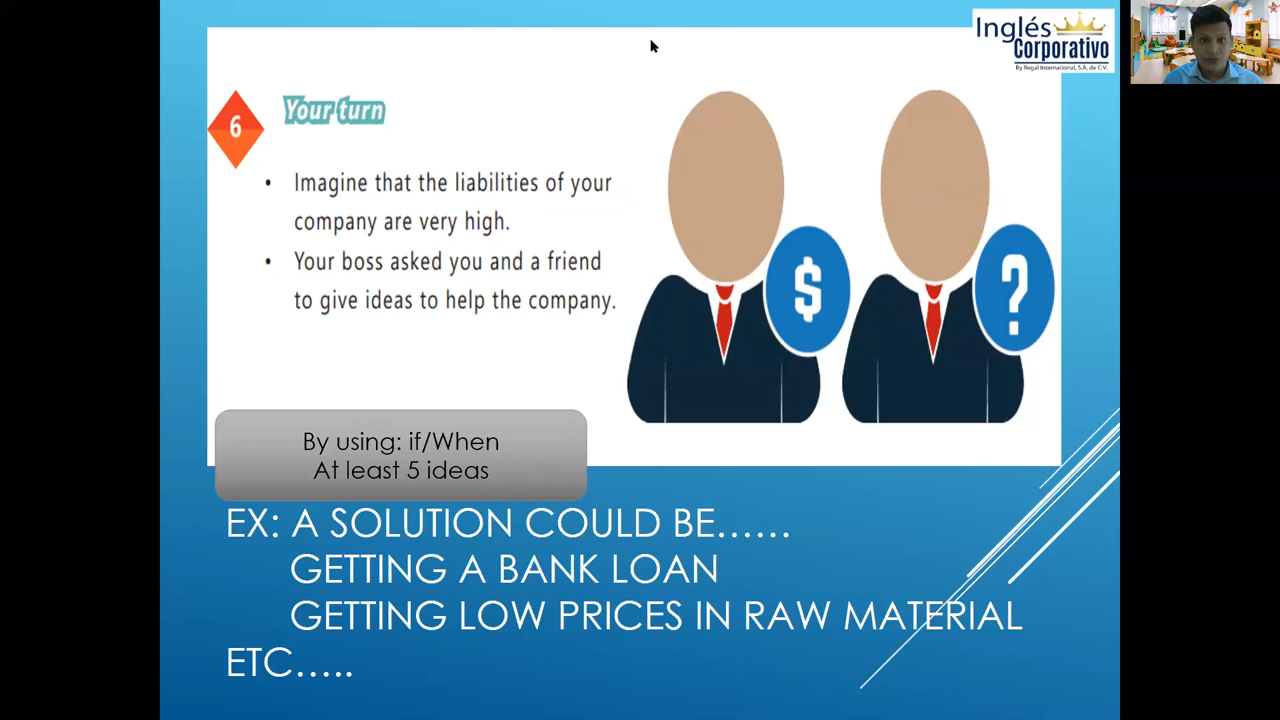 Inglés
Corporativo
By Regal International, S.A. de C.V.
6
Your turn
• Imagine that the liabilities of your
company are very high.
• Your boss asked you and a friend
to give ideas to help the company.
$
?
By using: if/When
At least 5 ideas
EX: A SOLUTION COULD BE……
GETTING A BANK LOAN
GETTING LOW PRICES IN RAW MATERIAL
ETC…..